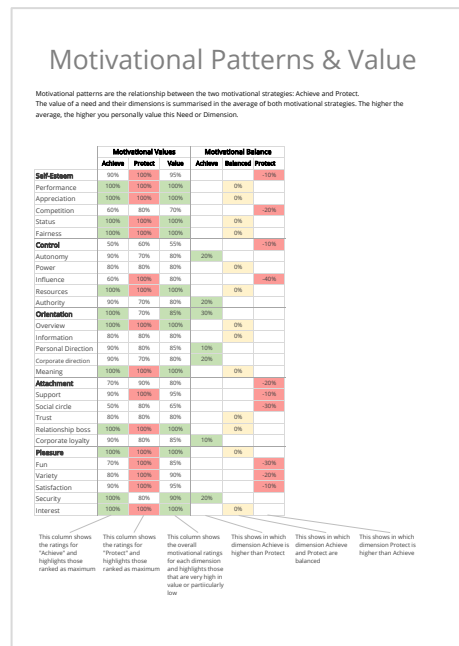 Motivational Patterns & Value
Motivational patterns are the relationship between the two motivational strategies: Achieve and Protect.
The value of a need and their dimensions is summarised in the average of both motivational strategies. The higher the
average, the higher you personally value this Need or Dimension.
Motivational Values Motivational Balance
Achieve Protect Value Achieve Balanced Protect
Self-Esteem 90% 100% 95% -10%
Performance 100% 100% 100% 0%
Appreciation 100% 100% 100% 0%
Competition 60% 80% 70% -20%
Status 100% 100% 100% 0%
Fairness 100% 100% 100% 0%
Control 50% 60% 55% -10%
Autonomy 90% 70% 80% 20%
Power 80% 80% 80% 0%
Influence 60% 100% 80% -40%
Resources 100% 100% 100% 0%
Authority 90% 70% 80% 20%
Orientation 100% 70% 85% 30%
Overview 100% 100% 100% 0%
Information 80% 80% 80% 0%
Personal Direction 90% 80% 85% 10%
Corporate direction 90% 70% 80% 20%
Meaning 100% 100% 100% 0%
Attachment 70% 90% 80% -20%
Support 90% 100% 95% -10%
Social circle 50% 80% 65% -30%
Trust 80% 80% 80% 0%
Relationship boss 100% 100% 100% 0%
Corporate loyalty 90% 80% 85% 10%
Pleasure 100% 100% 100% 0%
Fun 70% 100% 85% -30%
Variety 80% 100% 90% -20%
Satisfaction 90% 100% 95% -10%
Security 100% 80% 90% 20%
Interest 100% 100% 100% 0%
This column shows
the ratings for
"Achieve" and
highlights those
ranked as maximum
This column shows
the ratings for
"Protect" and
highlights those
ranked as maximum
This column shows
the overall
motivational ratings
for each dimension
and highlights those
that are very high in
value or particularly
low
This shows in which
dimension Achieve is
higher than Protect
This shows in which
dimension Achieve
and Protect are
balanced
This shows in which
dimension Protect is
higher than Achieve